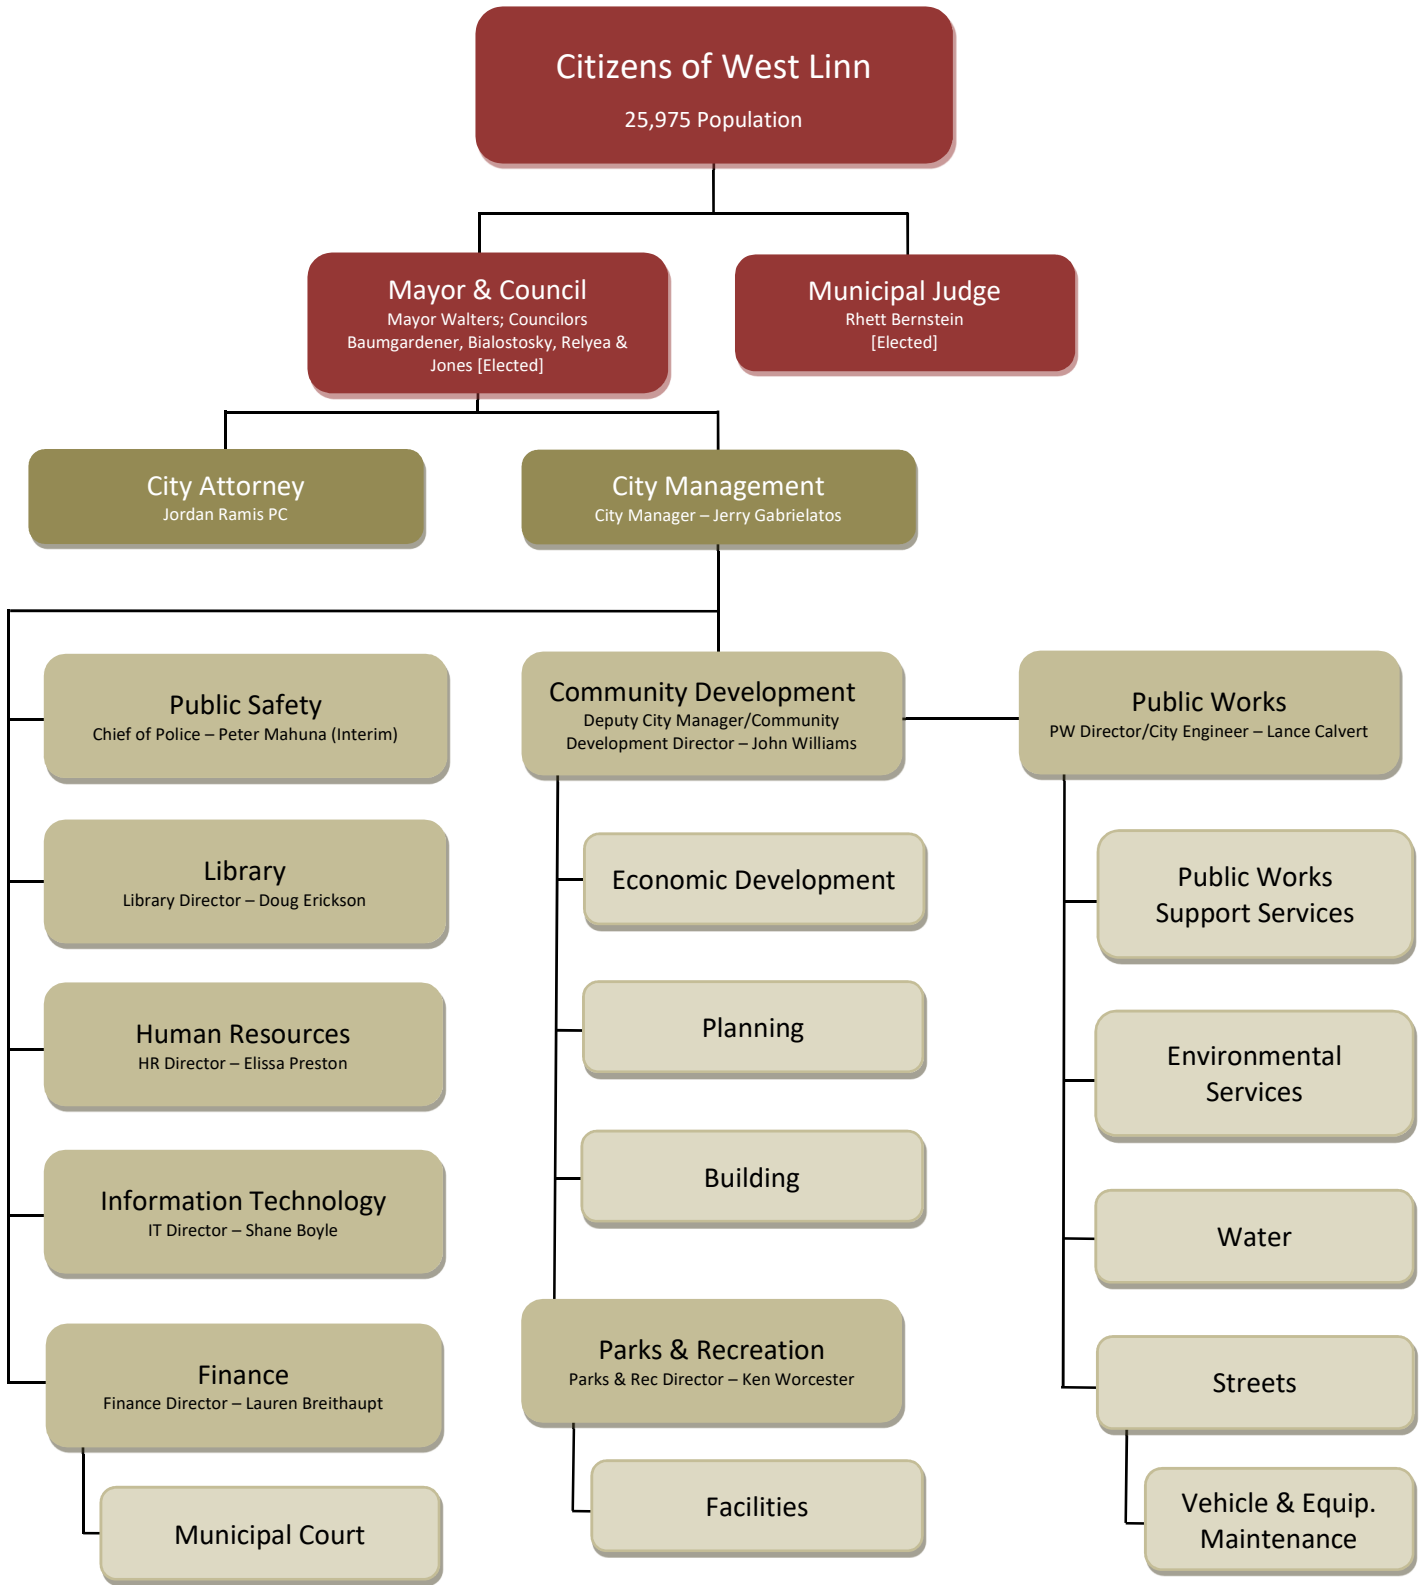 Citizens of West Linn
25,975 Population
Mayor & Council
Mayor Walters; Councilors
Baumgardener, Bialostosky, Relyea &
Jones [Elected]
Municipal Judge
Rhett Bernstein
[Elected]
City Attorney
Jordan Ramis PC
City Management
City Manager – Jerry Gabrielatos
Public Safety
Chief of Police – Peter Mahuna (Interim)
Library
Library Director – Doug Erickson
Human Resources
HR Director – Elissa Preston
Information Technology
IT Director – Shane Boyle
Finance
Finance Director – Lauren Breithaupt
Municipal Court
Community Development
Deputy City Manager/Community
Development Director – John Williams
Economic Development
Planning
Building
Parks & Recreation
Parks & Rec Director – Ken Worcester
Facilities
Public Works
PW Director/City Engineer – Lance Calvert
Public Works
Support Services
Environmental
Services
Water
Streets
Vehicle & Equip.
Maintenance